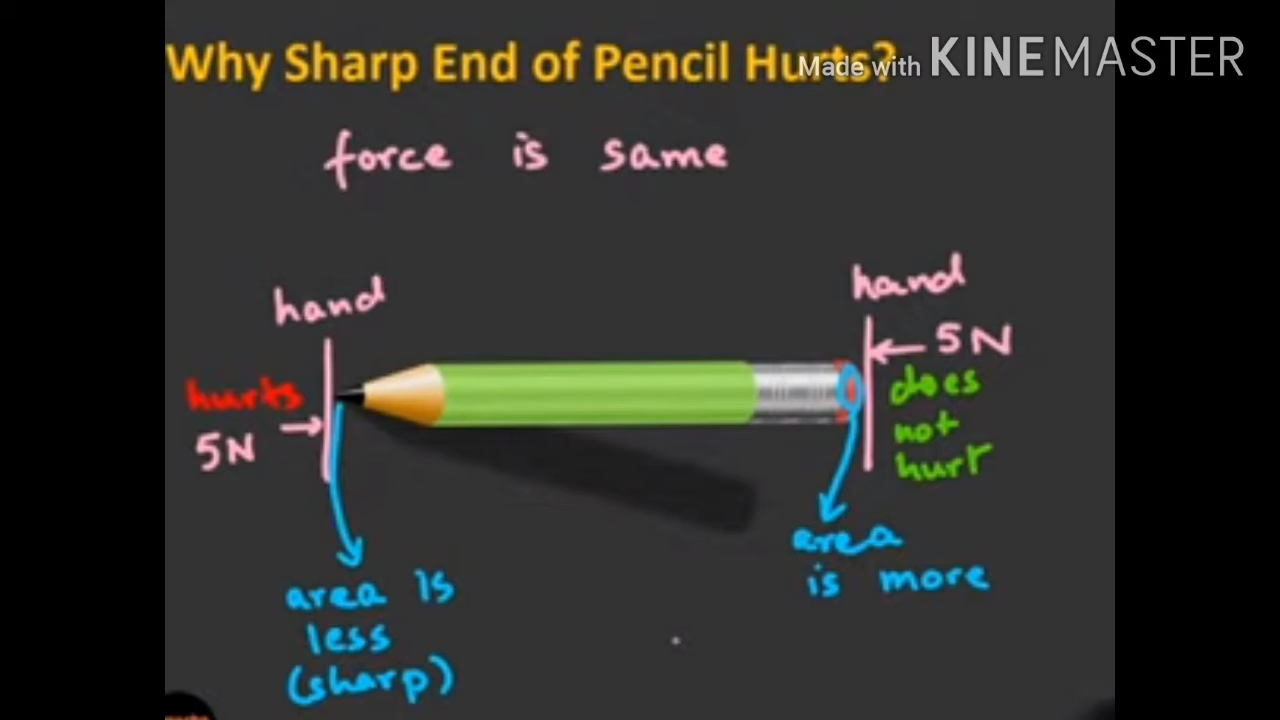 Why Sharp End of Pencil Hurts?
Made with KINEMASTER
force is same
hand
hand
hurts
5N
5N
does
not
hurt
area is
less
(sharp)
area
is more